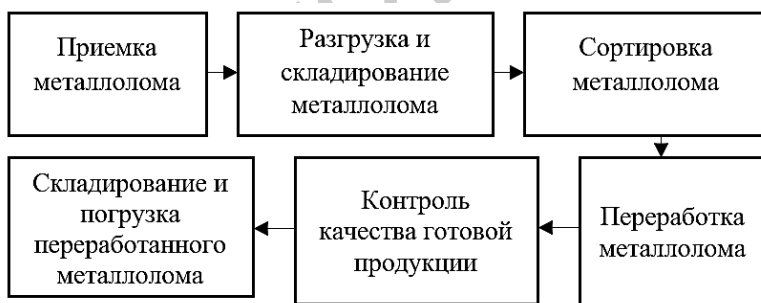 Приемка
металлолома
Разгрузка и
складирование
металлолома
Сортировка
металлолома
Переработка
металлолома
Контроль
качества готовой
продукции
Складирование и
погрузка
переработанного
металлолома